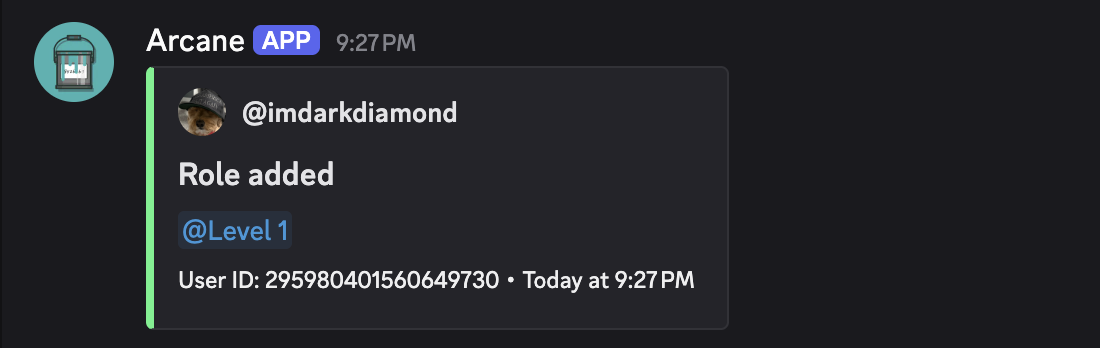 Arcane APP 9:27 PM
@imdarkdiamond
Role added
@Level 1
User ID: 295980401560649730 • Today at 9:27 PM